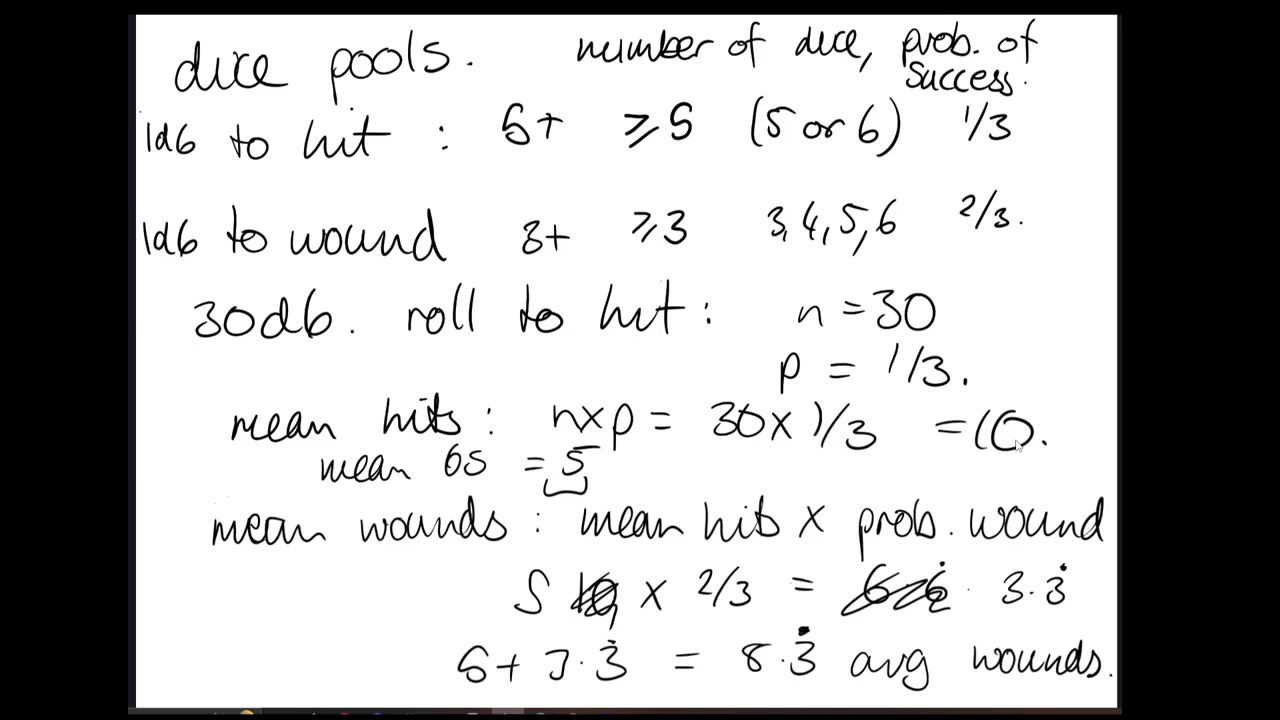 dice pools. number of dice, prob. of success.
1d6 to hit : 5+ ≥5 (5 or 6) 1/3
1d6 to wound 3+ ≥3 3,4,5,6 2/3.
30d6. roll to hit : n = 30
p = 1/3.
mean hits : n×p = 30×1/3 = 10.
mean 6s = 5
mean wounds : mean hits × prob. wound
5 × 2/3 = 3.3̇
5 + 3.3̇ = 8.3̇ avg wounds.